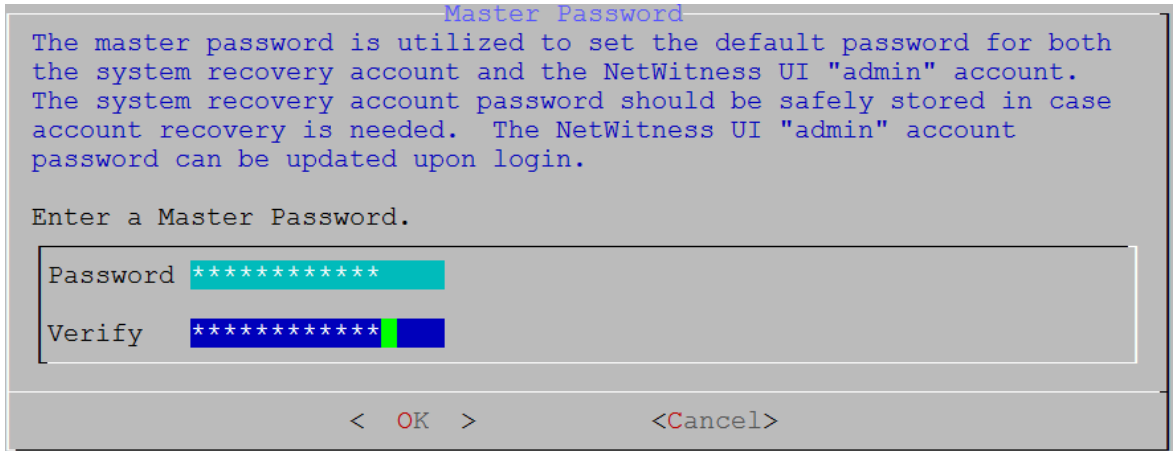 Master Password
The master password is utilized to set the default password for both
the system recovery account and the NetWitness UI "admin" account.
The system recovery account password should be safely stored in case
account recovery is needed.  The NetWitness UI "admin" account
password can be updated upon login.
Enter a Master Password.
Password ************
Verify ************
<  OK  > <Cancel>